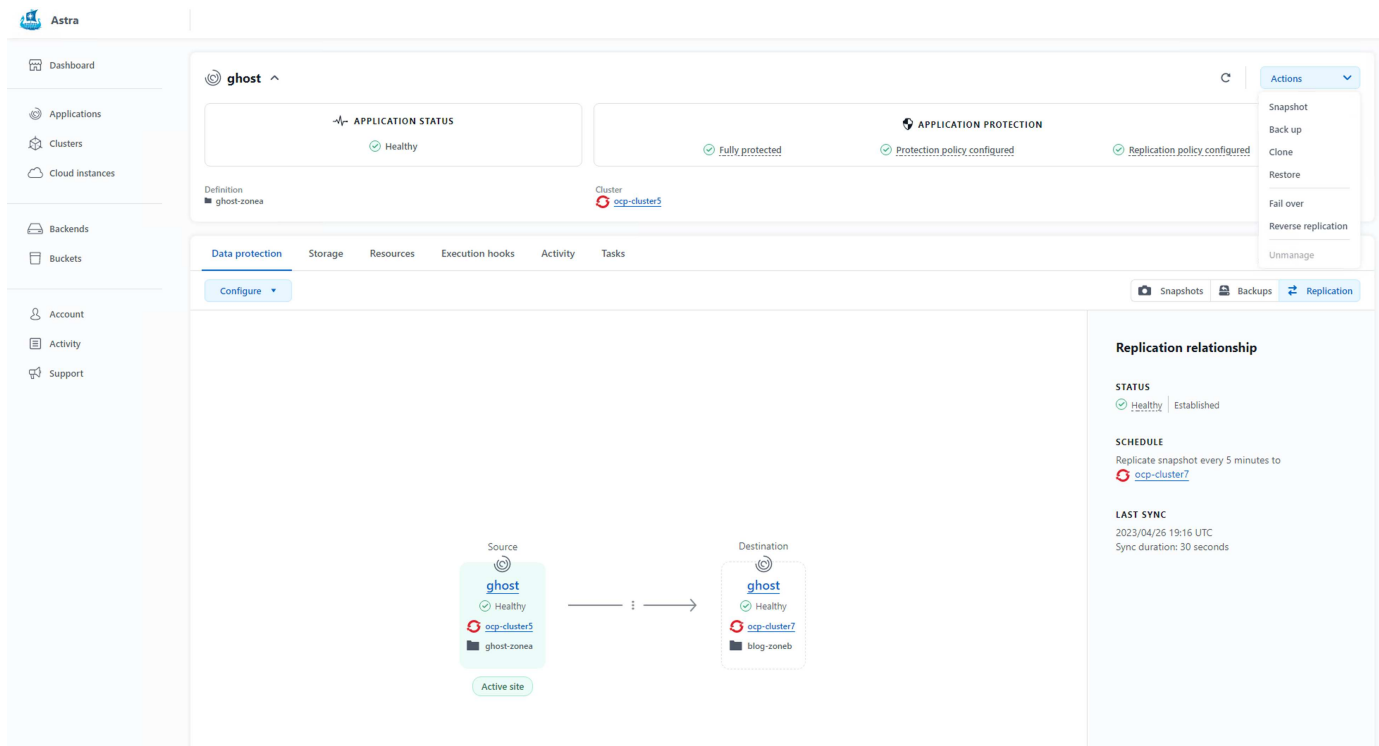 Astra
Dashboard
Applications
Clusters
Cloud instances
Backends
Buckets
Account
Activity
Support
ghost
Actions
Snapshot
Back up
Clone
Restore
Fail over
Reverse replication
Unmanage
APPLICATION STATUS
Healthy
APPLICATION PROTECTION
Fully protected
Protection policy configured
Replication policy configured
Definition
ghost-zonea
Cluster
ocp-cluster5
Data protection
Storage
Resources
Execution hooks
Activity
Tasks
Configure
Snapshots
Backups
Replication
Source
ghost
Healthy
ocp-cluster5
ghost-zonea
Active site
Destination
ghost
Healthy
ocp-cluster7
blog-zoneb
Replication relationship
STATUS
Healthy
Established
SCHEDULE
Replicate snapshot every 5 minutes to
ocp-cluster7
LAST SYNC
2023/04/26 19:16 UTC
Sync duration: 30 seconds